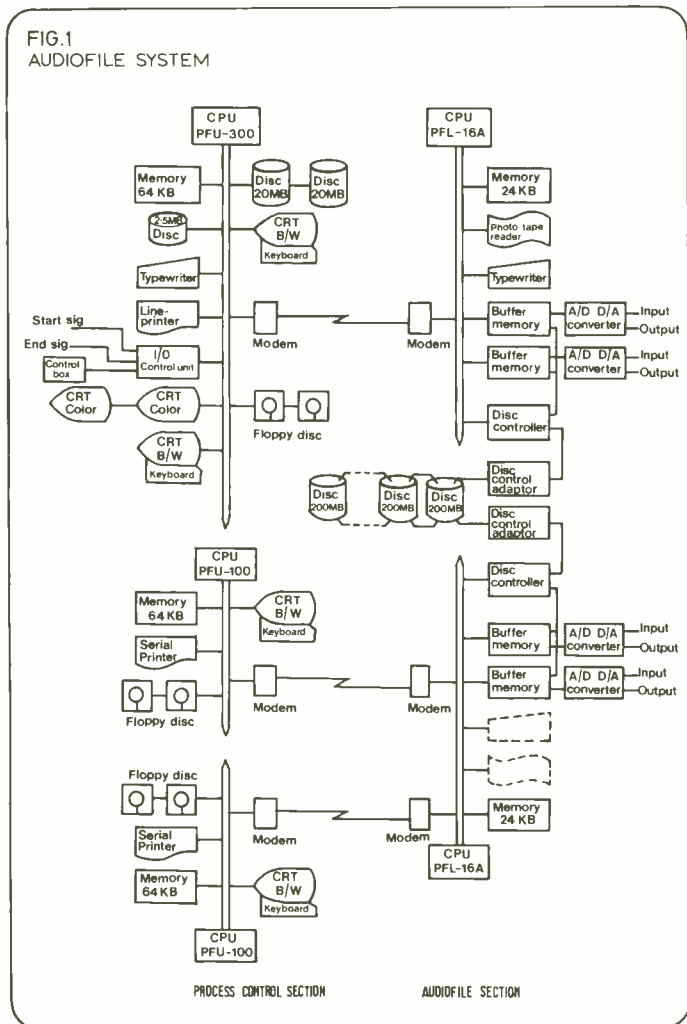 FIG.1
AUDIOFILE SYSTEM
CPU
PFU-300
Memory
64 KB
Disc
20MB
Disc
20MB
2.5MB
Disc
CRT
B/W
Keyboard
Typewriter
Line-
printer
Modem
Start sig
End sig
Control
box
I/O
Control unit
CRT
Color
CRT
Color
Floppy disc
CRT
B/W
Keyboard
CPU
PFL-16A
Memory
24 KB
Photo tape
reader
Typewriter
Modem
Buffer
memory
A/D D/A
converter
Input
Output
Buffer
memory
A/D D/A
converter
Input
Output
Disc
controller
Disc
control
adaptor
Disc
200MB
Disc
200MB
Disc
200MB
Disc
control
adaptor
CPU
PFU-100
Memory
64 KB
CRT
B/W
Keyboard
Serial
Printer
Floppy disc
Modem
Disc
controller
Buffer
memory
A/D D/A
converter
Input
Output
Buffer
memory
A/D D/A
converter
Input
Output
Modem
Floppy disc
Serial
Printer
Modem
Memory
64 KB
CRT
B/W
Keyboard
CPU
PFU-100
Modem
Memory
24 KB
CPU
PFL-16A
PROCESS CONTROL SECTION
AUDIOFILE SECTION